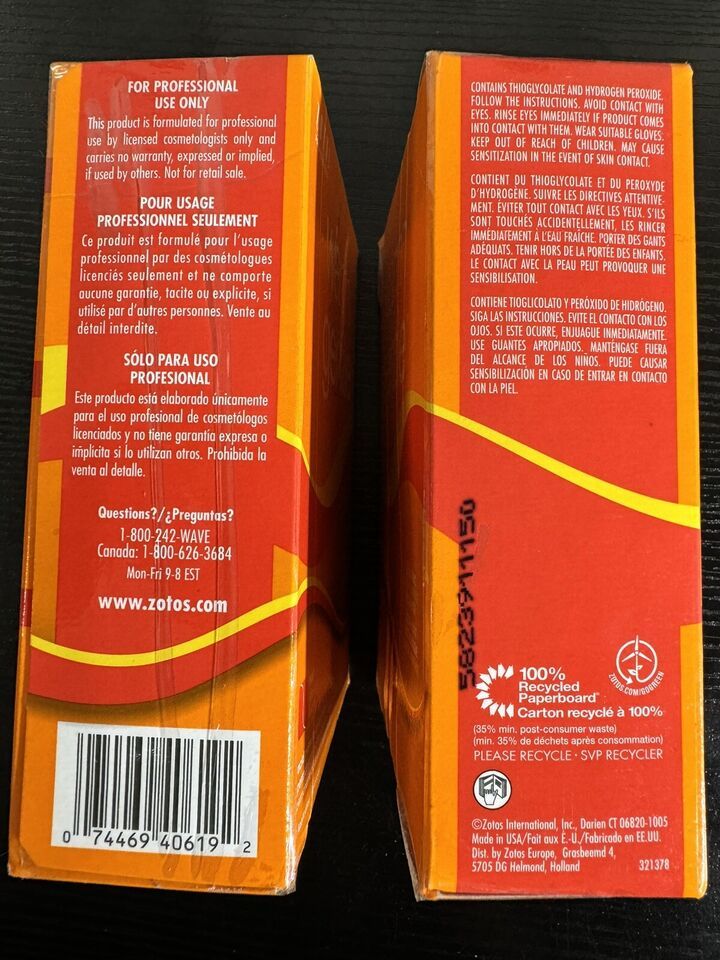 FOR PROFESSIONAL
USE ONLY
This product is formulated for professional
use by licensed cosmetologists only and
carries no warranty, expressed or implied,
if used by others. Not for retail sale.
POUR USAGE
PROFESSIONNEL SEULEMENT
Ce produit est formulé pour l'usage
professionnel par des cosmétologues
licenciés seulement et ne comporte
aucune garantie, tacite ou explicite, si
utilisé par d'autres personnes. Vente au
détail interdite.
SÓLO PARA USO
PROFESIONAL
Este producto está elaborado únicamente
para el uso profesional de cosmetólogos
licenciados y no tiene garantía expresa o
implícita si lo utilizan otros. Prohibida la
venta al detalle.
Questions?/¿Preguntas?
1-800-242-WAVE
Canada: 1-800-626-3684
Mon-Fri 9-8 EST
www.zotos.com
0 74469 40619 2
CONTAINS THIOGLYCOLATE AND HYDROGEN PEROXIDE.
FOLLOW THE INSTRUCTIONS. AVOID CONTACT WITH
EYES. RINSE EYES IMMEDIATELY IF PRODUCT COMES
INTO CONTACT WITH THEM. WEAR SUITABLE GLOVES.
KEEP OUT OF REACH OF CHILDREN. MAY CAUSE
SENSITIZATION IN THE EVENT OF SKIN CONTACT.
CONTIENT DU THIOGLYCOLATE ET DU PEROXYDE
D'HYDROGÈNE. SUIVRE LES DIRECTIVES ATTENTIVE-
MENT. ÉVITER TOUT CONTACT AVEC LES YEUX. S'ILS
SONT TOUCHÉS ACCIDENTELLEMENT, LES RINCER
IMMÉDIATEMENT À L'EAU FRAÎCHE. PORTER DES GANTS
ADÉQUATS. TENIR HORS DE LA PORTÉE DES ENFANTS.
LE CONTACT AVEC LA PEAU PEUT PROVOQUER UNE
SENSIBILISATION.
CONTIENE TIOGLICOLATO Y PERÓXIDO DE HIDRÓGENO.
SIGA LAS INSTRUCCIONES. EVITE EL CONTACTO CON LOS
OJOS. SI ESTE OCURRE, ENJUAGUE INMEDIATAMENTE.
USE GUANTES APROPIADOS. MANTÉNGASE FUERA
DEL ALCANCE DE LOS NIÑOS. PUEDE CAUSAR
SENSIBILIZACIÓN EN CASO DE ENTRAR EN CONTACTO
CON LA PIEL.
5823911150
100%
Recycled
Paperboard™
Carton recyclé à 100%
ZOTOS.COM/GOGREEN
(35% min. post-consumer waste)
(min. 35% de déchets après consommation)
PLEASE RECYCLE · SVP RECYCLER
©Zotos International, Inc., Darien CT 06820-1005
Made in USA/Fait aux É.-U./Fabricado en EE.UU.
Dist. by Zotos Europe, Grasbeemd 4,
5705 DG Helmond, Holland 321378